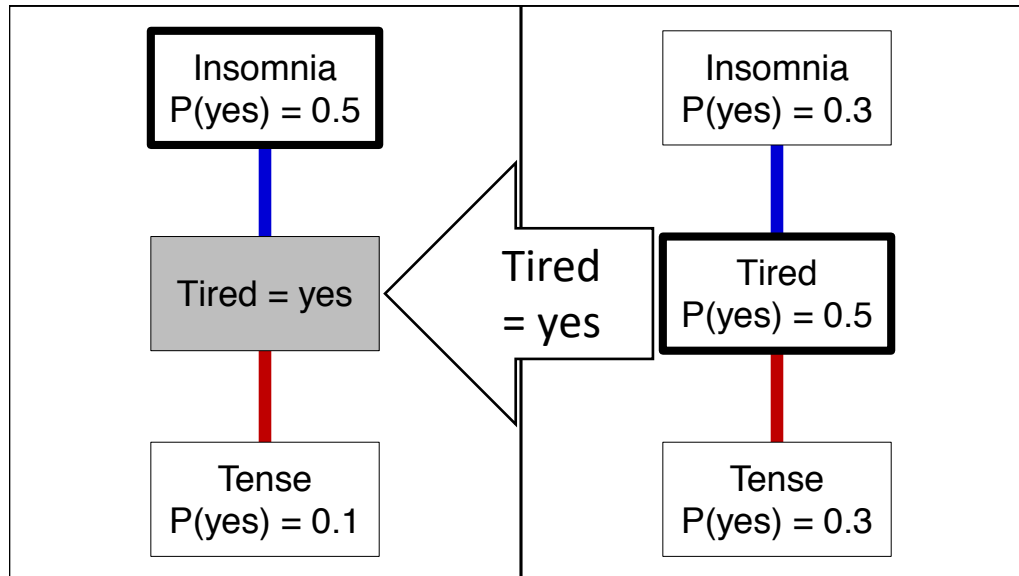 Insomnia
P(yes) = 0.5
Tired = yes
Tense
P(yes) = 0.1
Tired
= yes
Insomnia
P(yes) = 0.3
Tired
P(yes) = 0.5
Tense
P(yes) = 0.3